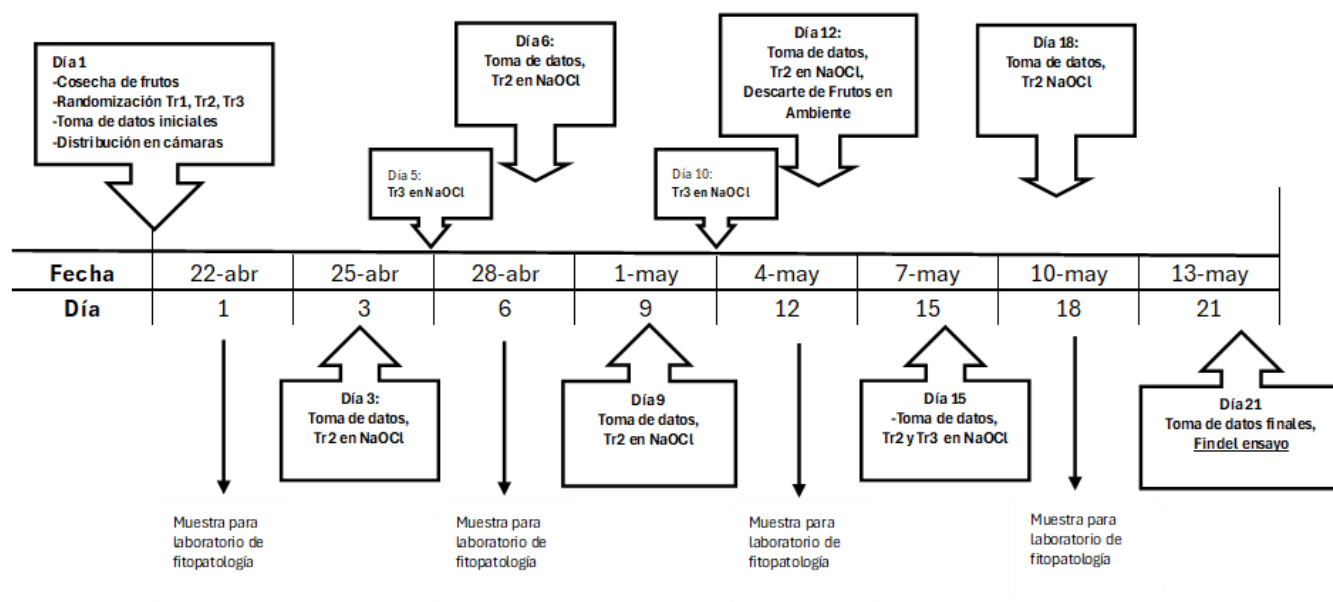 Día 1
-Cosecha de frutos
-Randomización Tr1, Tr2, Tr3
-Toma de datos iniciales
-Distribución en cámaras
Día 5:
Tr3 en NaOCl
Día 6:
Toma de datos,
Tr2 en NaOCl
Día 10:
Tr3 en NaOCl
Día 12:
Toma de datos,
Tr2 en NaOCl,
Descarte de Frutos en
Ambiente
Día 18:
Toma de datos,
Tr2 NaOCl
Fecha 22-abr 25-abr 28-abr 1-may 4-may 7-may 10-may 13-may
Día 1 3 6 9 12 15 18 21
Día 3:
Toma de datos,
Tr2 en NaOCl
Día 9
Toma de datos,
Tr2 en NaOCl
Día 15
-Toma de datos,
Tr2 y Tr3 en NaOCl
Día 21
Toma de datos finales,
Fin del ensayo
Muestra para
laboratorio de
fitopatología
Muestra para
laboratorio de
fitopatología
Muestra para
laboratorio de
fitopatología
Muestra para
laboratorio de
fitopatología